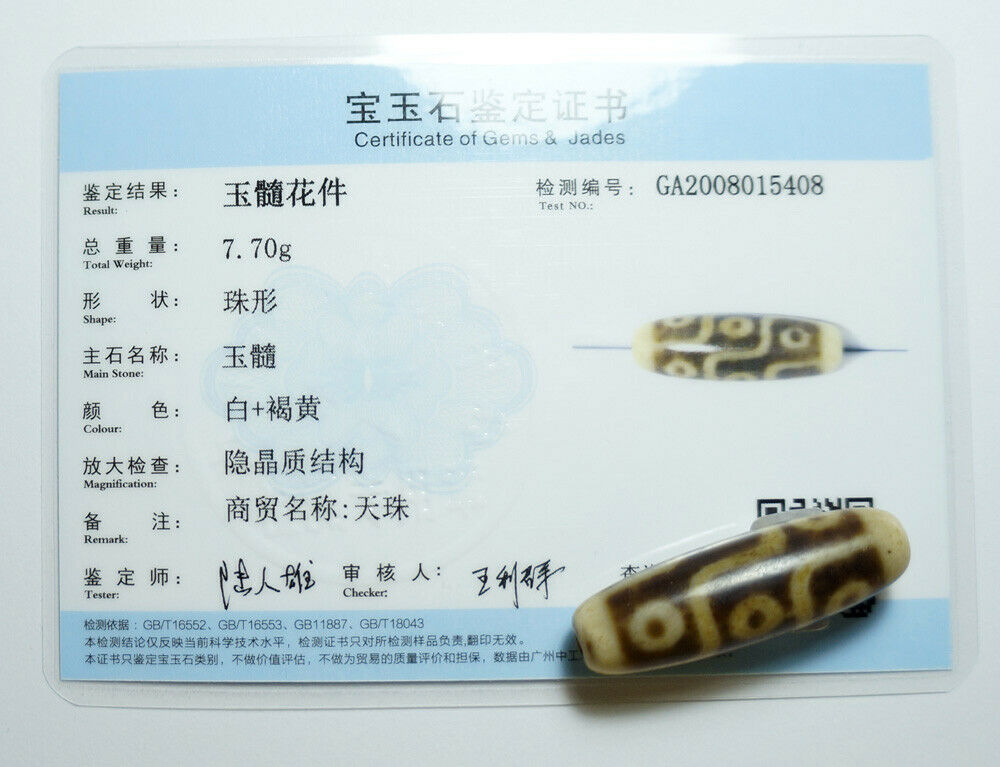 宝玉石鉴定证书
Certificate of Gems & Jades
鉴定结果： 玉髓花件
Result:
检测编号： GA2008015408
Test NO.:
总重量： 7.70g
Total Weight:
形状： 珠形
Shape:
主石名称： 玉髓
Main Stone:
颜色： 白+褐黄
Colour:
放大检查： 隐晶质结构
Magnification:
备注： 商贸名称:天珠
Remark:
鉴定师：
Tester:
审核人： 王利群
Checker:
检测依据：GB/T16552、GB/T16553、GB11887、GB/T18043
本检测结论仅反映当前科学技术水平，检测证书只对所检测样品负责,翻印无效。
本证书只鉴定宝玉石类别，不做价值评估，不做为贸易的质量评价和担保，数据由广州中工